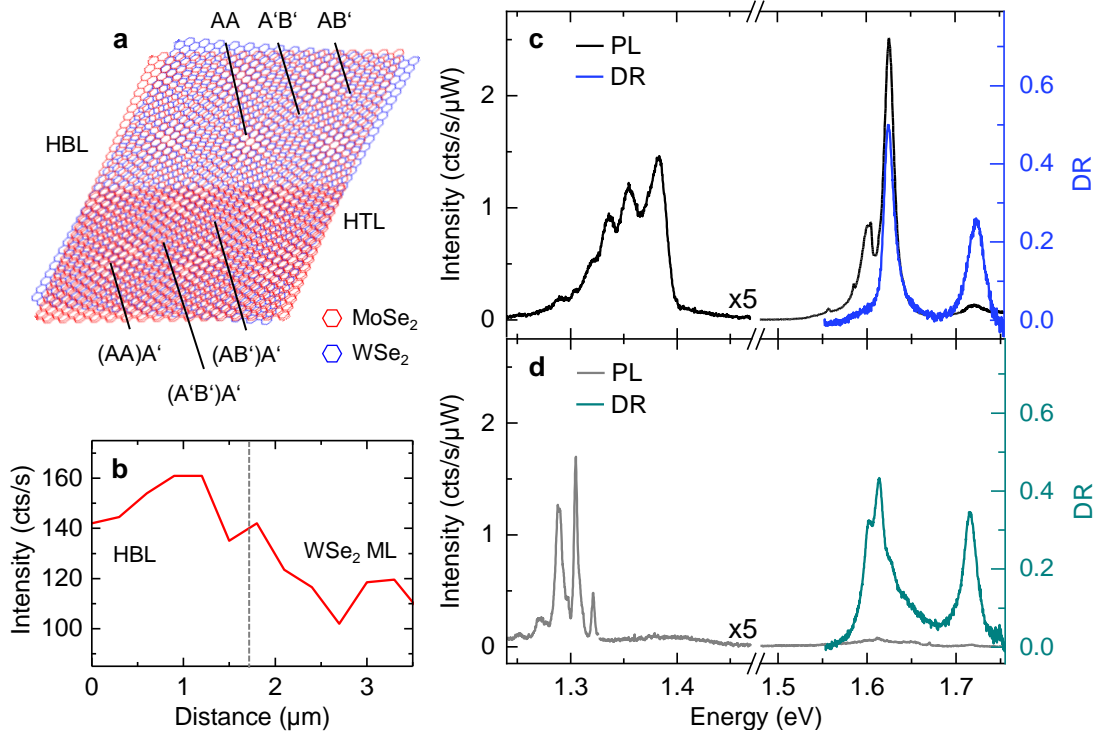 a
AA A‘B‘ AB‘
HBL
HTL
MoSe2
WSe2
(AA)A‘ (AB‘)A‘
(A‘B‘)A‘
b
Intensity (cts/s)
160
140
120
100
HBL
WSe2 ML
0 1 2 3
Distance (µm)
c
PL
DR
Intensity (cts/s/µW)
2
1
0
x5
0.6
0.4
0.2
0.0
DR
d
PL
DR
Intensity (cts/s/µW)
2
1
0
x5
0.6
0.4
0.2
0.0
DR
1.3 1.4 1.5 1.6 1.7
Energy (eV)